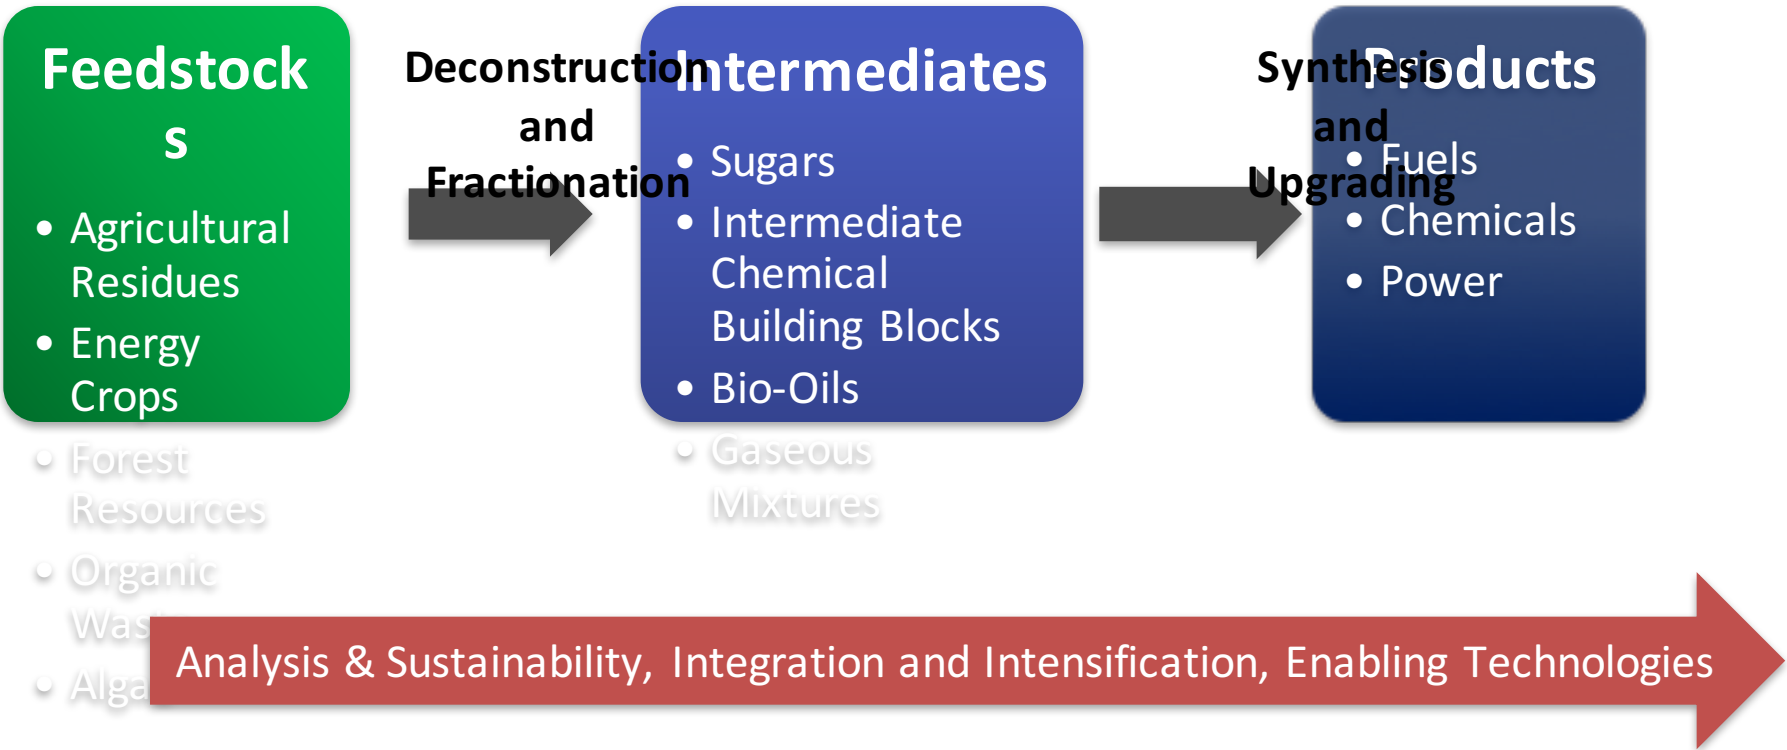 Feedstock
s
• Agricultural
Residues
• Energy
Crops
• Forest
Resources
• Organic
• 
Deconstruction
and
Fractionation
Intermediates
• Sugars
• Intermediate
Chemical
Building Blocks
• Bio-Oils
• Gaseous
Mixtures
Synthesis
and
Upgrading
Products
• Fuels
• Chemicals
• Power
Analysis & Sustainability, Integration and Intensification, Enabling Technologies